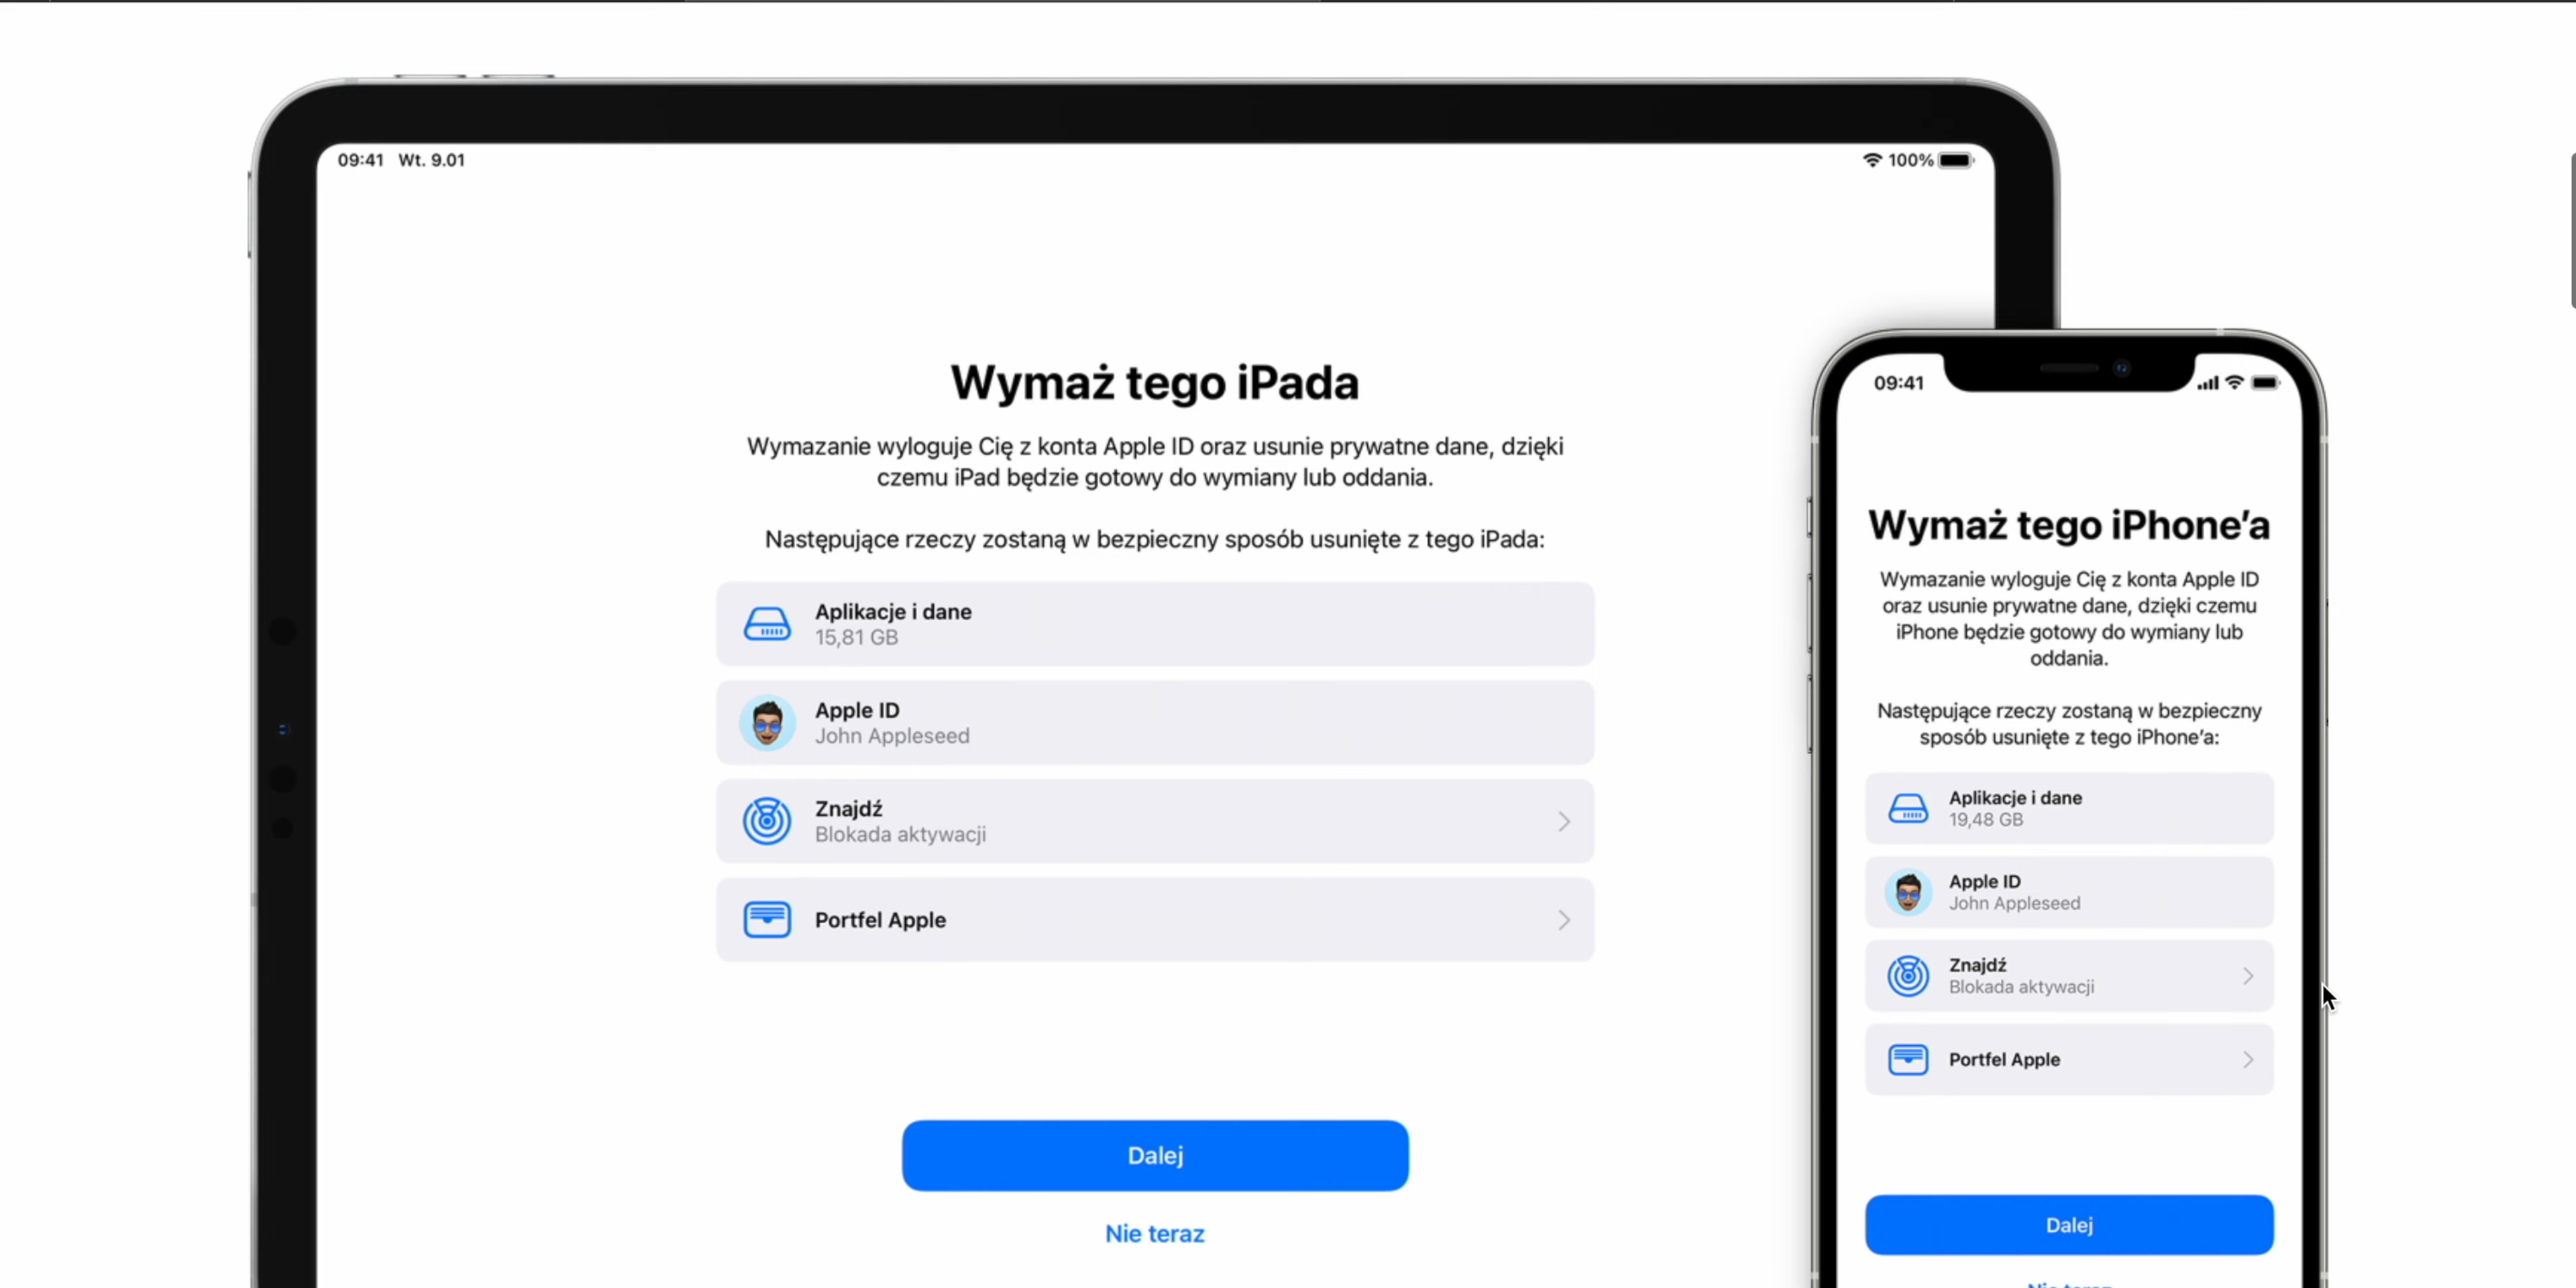 09:41 Wt. 9.01
100%
Wymaż tego iPada
Wymazanie wyloguje Cię z konta Apple ID oraz usunie prywatne dane, dzięki
czemu iPad będzie gotowy do wymiany lub oddania.
Następujące rzeczy zostaną w bezpieczny sposób usunięte z tego iPada:
Aplikacje i dane
15,81 GB
Apple ID
John Appleseed
Znajdź
Blokada aktywacji
Portfel Apple
Dalej
Nie teraz
09:41
Wymaż tego iPhone’a
Wymazanie wyloguje Cię z konta Apple ID
oraz usunie prywatne dane, dzięki czemu
iPhone będzie gotowy do wymiany lub
oddania.
Następujące rzeczy zostaną w bezpieczny
sposób usunięte z tego iPhone’a:
Aplikacje i dane
19,48 GB
Apple ID
John Appleseed
Znajdź
Blokada aktywacji
Portfel Apple
Dalej